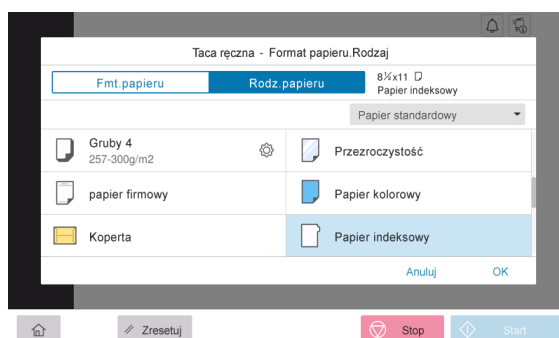 Taca ręczna - Format papieru.Rodzaj
Fmt.papieru
Rodz.papieru
8½x11
Papier indeksowy
Papier standardowy
Gruby 4
257-300g/m2
Przezroczystość
papier firmowy
Papier kolorowy
Koperta
Papier indeksowy
Anuluj
OK
Zresetuj
Stop
Start